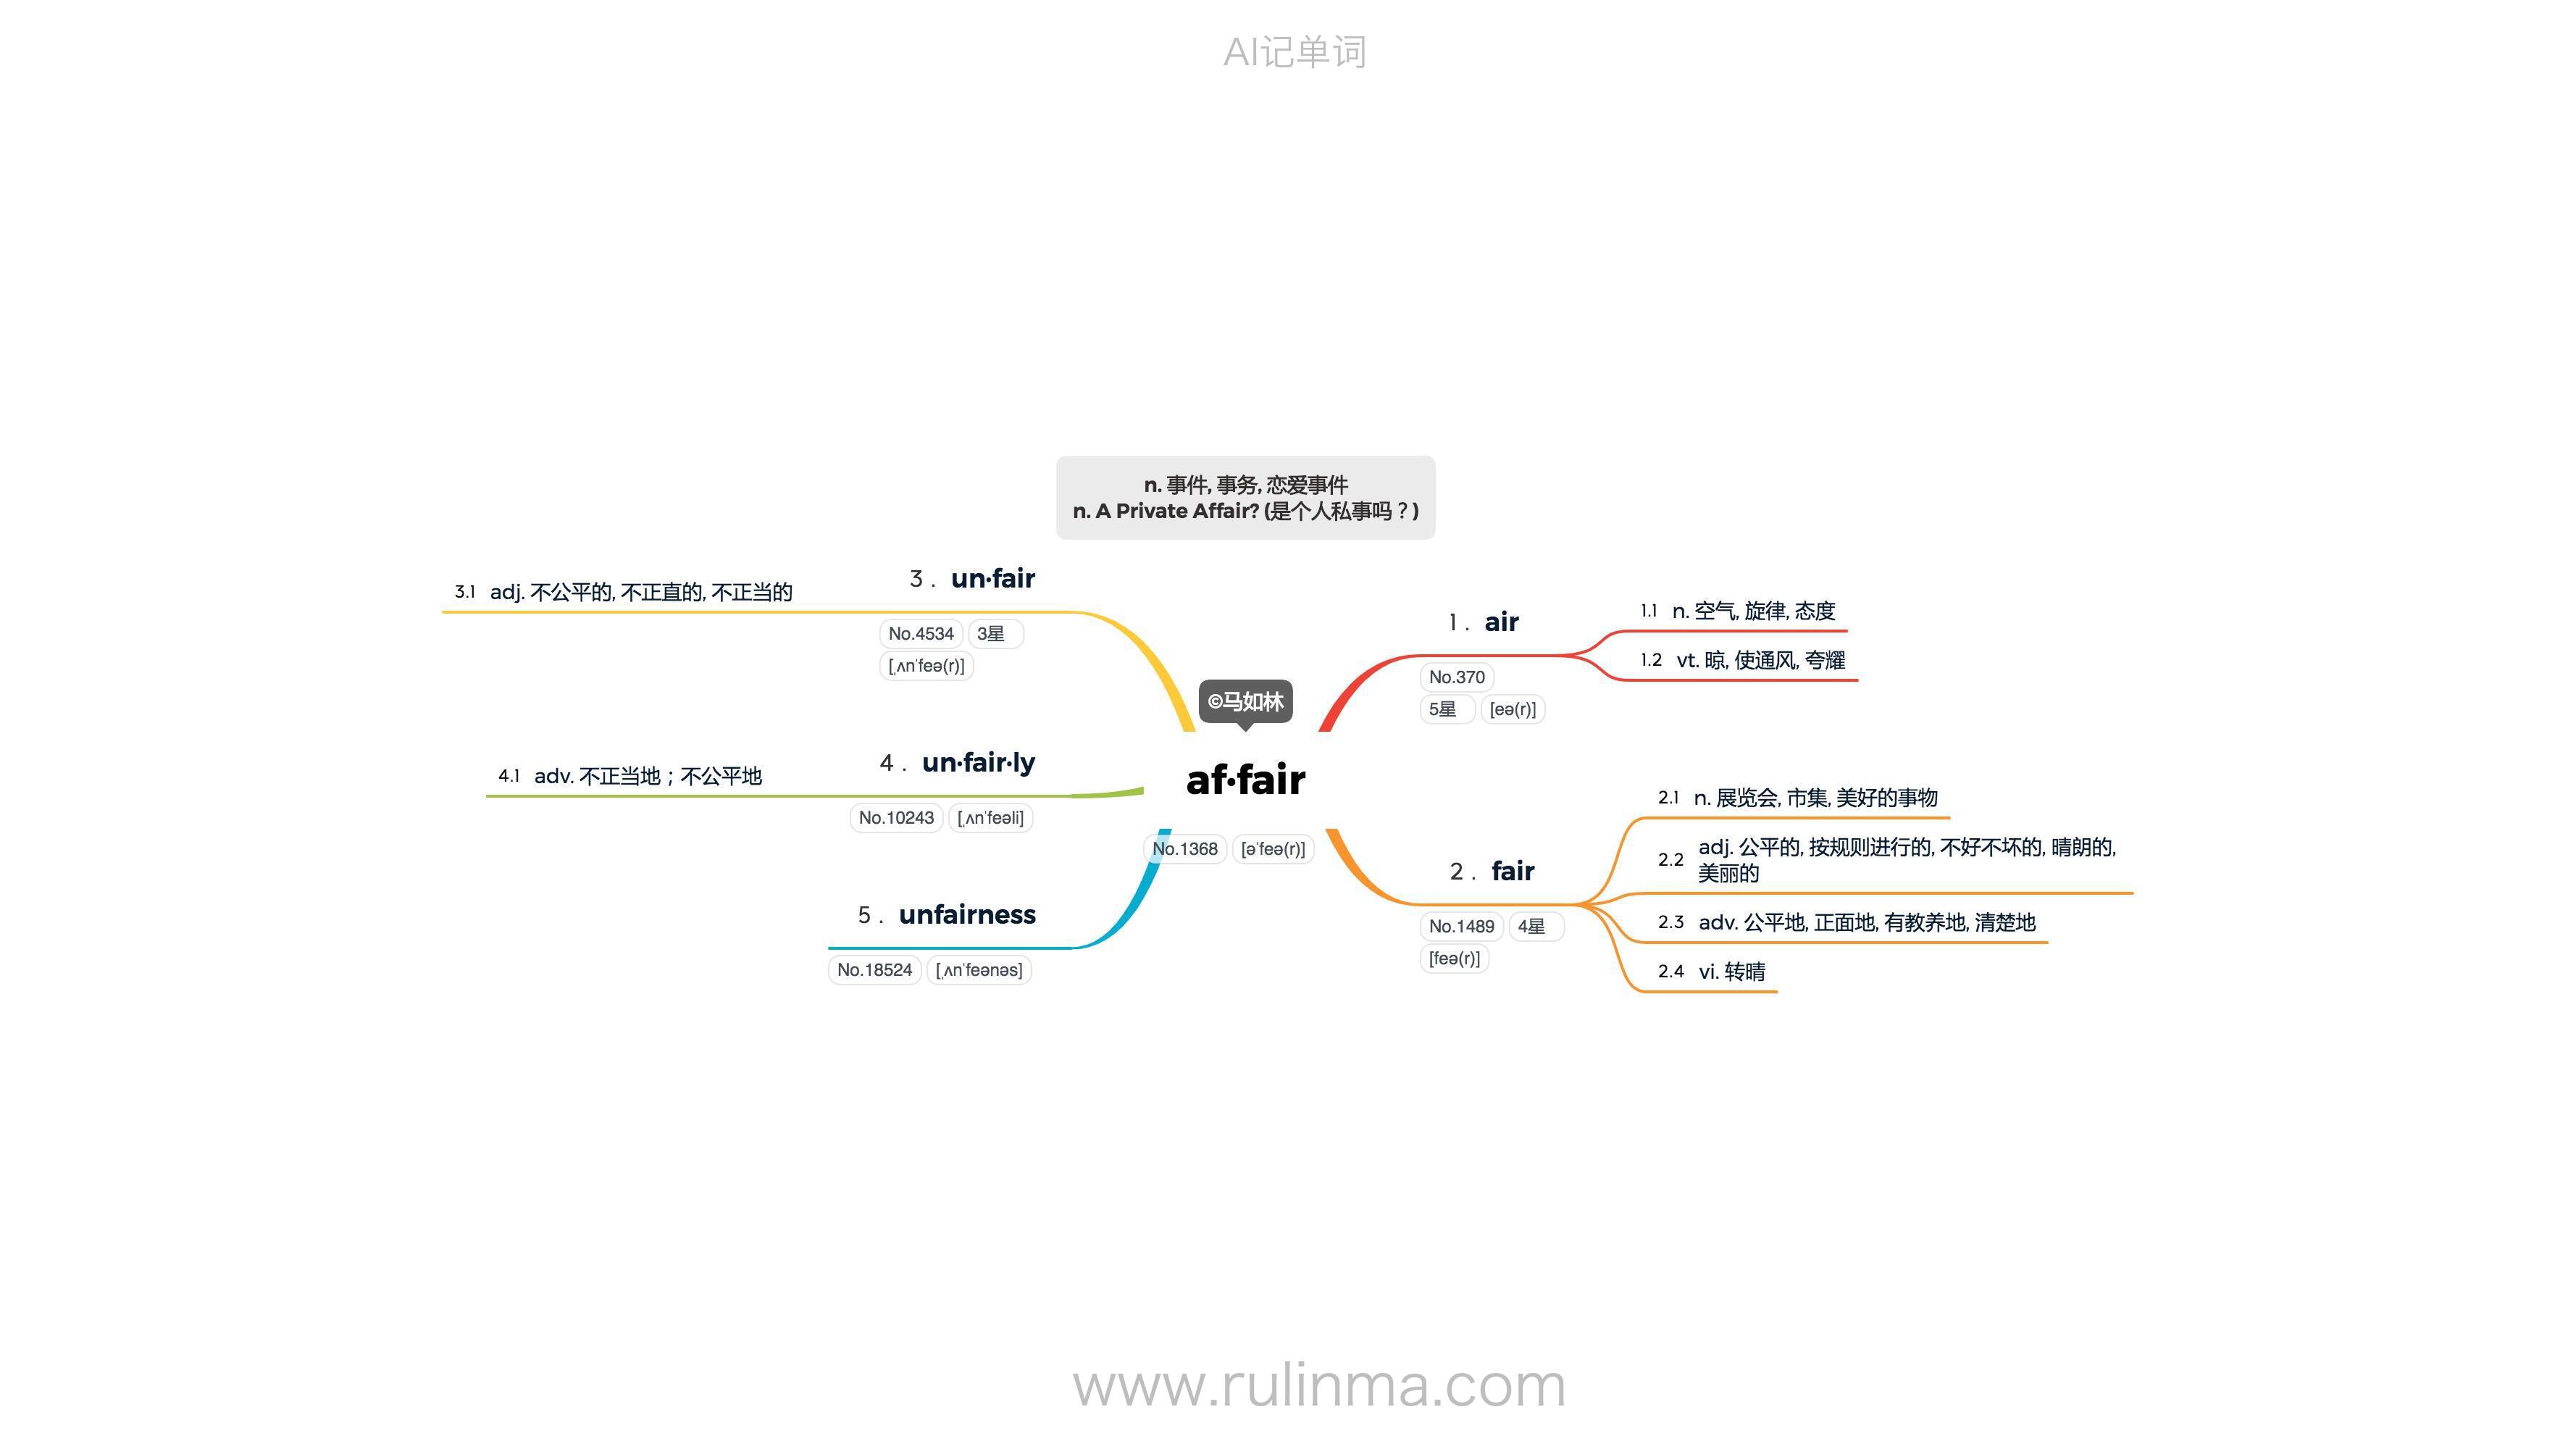 AI记单词
n. 事件, 事务, 恋爱事件
n. A Private Affair? (是个人私事吗？)
©马如林
af·fair
No.1368 [əˈfeə(r)]
1. air
No.370
5星 [eə(r)]
1.1 n. 空气, 旋律, 态度
1.2 vt. 晾, 使通风, 夸耀
2. fair
No.1489 4星
[feə(r)]
2.1 n. 展览会, 市集, 美好的事物
2.2 adj. 公平的, 按规则进行的, 不好不坏的, 晴朗的,
美丽的
2.3 adv. 公平地, 正面地, 有教养地, 清楚地
2.4 vi. 转晴
3. un·fair
No.4534 3星
[ˌʌnˈfeə(r)]
3.1 adj. 不公平的, 不正直的, 不正当的
4. un·fair·ly
No.10243 [ˌʌnˈfeəli]
4.1 adv. 不正当地；不公平地
5. unfairness
No.18524 [ˌʌnˈfeənəs]
www.rulinma.com